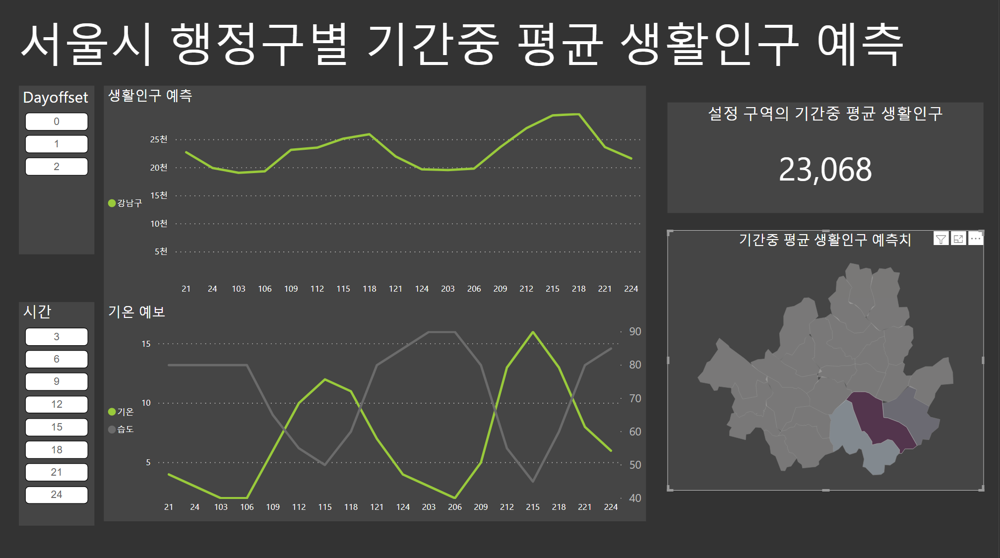 서울시 행정구별 기간중 평균 생활인구 예측
Dayoffset
0
1
2
시간
3
6
9
12
15
18
21
24
생활인구 예측
25천
20천
15천
10천
5천
강남구
21 24 103 106 109 112 115 118 121 124 203 206 209 212 215 218 221 224
기온 예보
15
10
5
기온
습도
90
80
70
60
50
40
21 24 103 106 109 112 115 118 121 124 203 206 209 212 215 218 221 224
설정 구역의 기간중 평균 생활인구
23,068
기간중 평균 생활인구 예측치